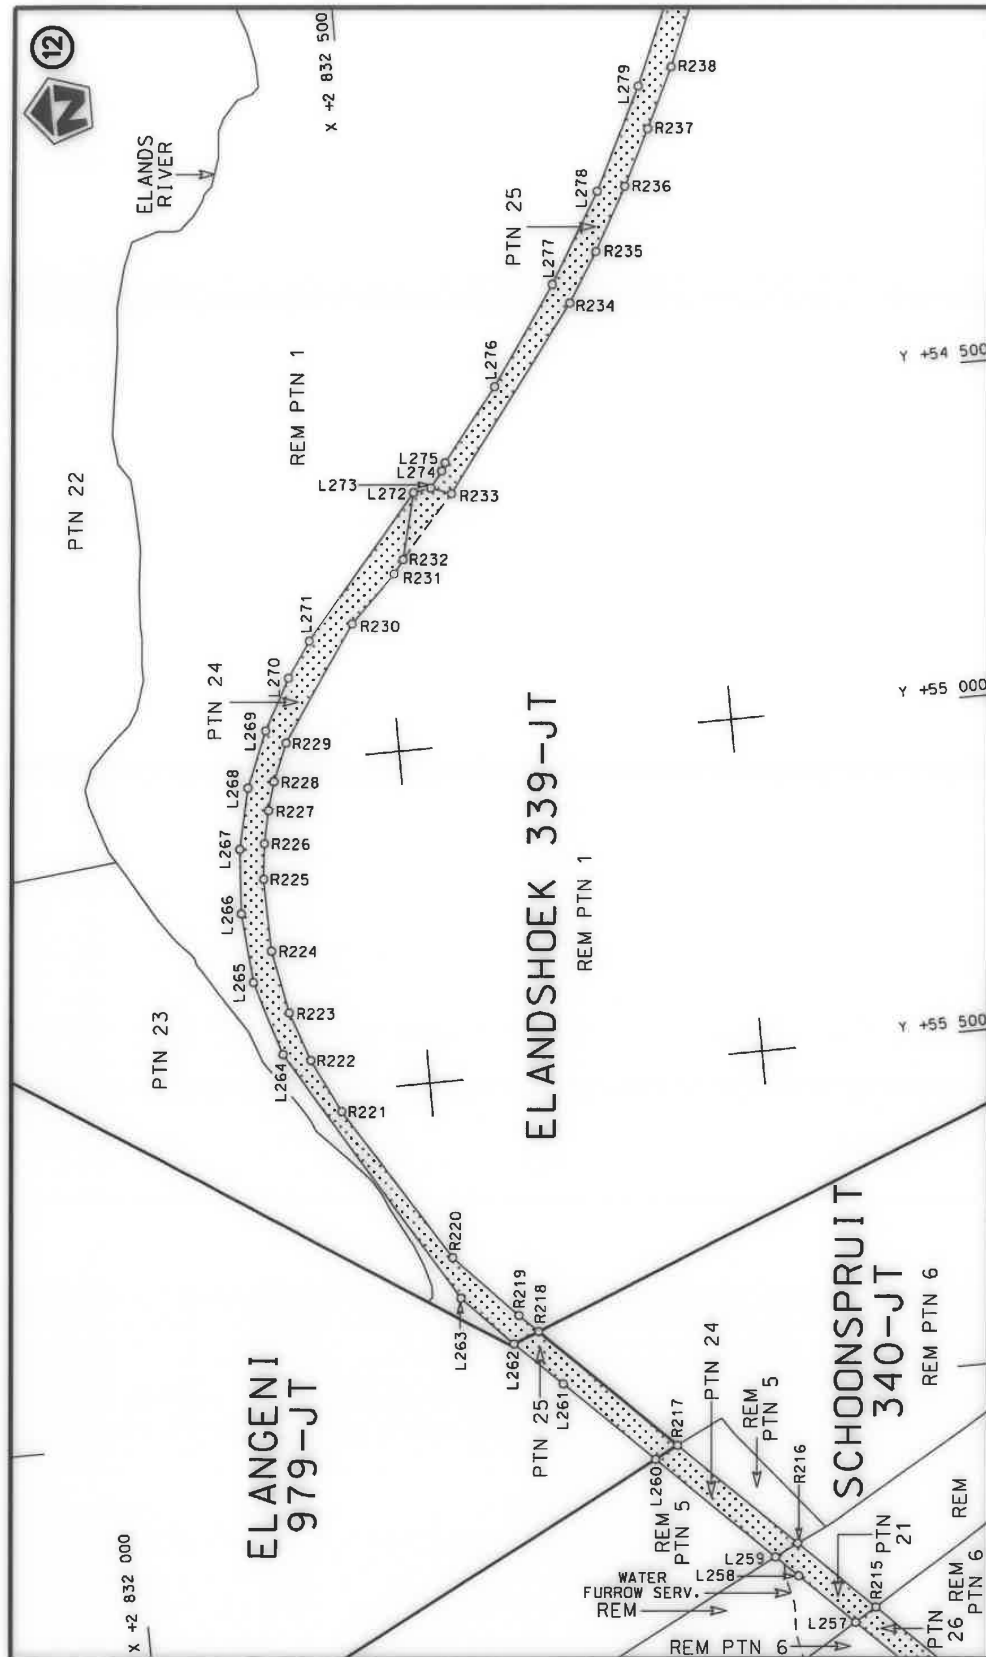 12
N
X +2 832 500
ELANDS
RIVER
PTN 22
REM PTN 1
PTN 25
L279
R238
R237
L278
R236
L277
R235
R234
L276
Y +54 500
L275
L274
L273
L272
R233
R232
R231
L271
R230
L270
PTN 24
L269
R229
L268
R228
R227
L267
R226
R225
L266
R224
L265
R223
L264
R222
R221
Y +55 000
ELANDSHOEK 339-JT
REM PTN 1
PTN 23
Y +55 500
R220
L263
R219
R218
L262
L261
PTN 25
ELANGENI
979-JT
X +2 832 000
SCHOONSPRUIT
340-JT
REM PTN 6
PTN 24
REM
PTN 5
R217
L260
REM
PTN 5
R216
L259
L258
WATER
FURROW SERV.
REM
L257
REM PTN 6
R215
PTN
21
REM
PTN
26
REM
PTN 6